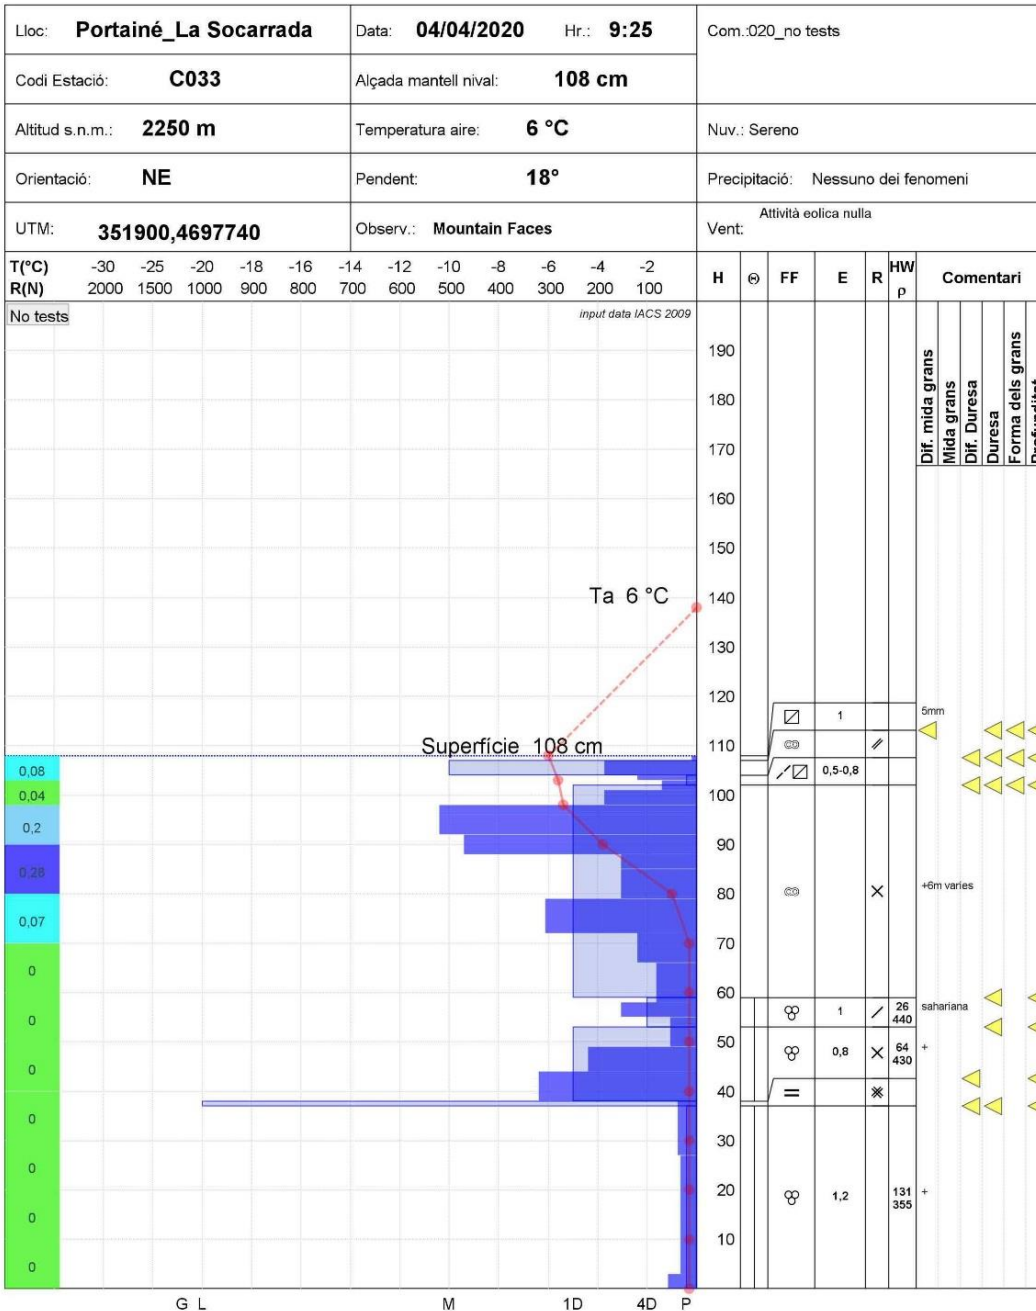 Lloc: Portainé_La Socarrada Data: 04/04/2020 Hr.: 9:25 Com.:020_no tests
Codi Estació: C033 Alçada mantell nival: 108 cm
Altitud s.n.m.: 2250 m Temperatura aire: 6 °C Nuv.: Sereno
Orientació: NE Pendent: 18° Precipitació: Nessuno dei fenomeni
UTM: 351900,4697740 Observ.: Mountain Faces Vent: Attività eolica nulla
T(°C) -30 -25 -20 -18 -16 -14 -12 -10 -8 -6 -4 -2
R(N) 2000 1500 1000 900 800 700 600 500 400 300 200 100
H Θ FF E R HW ρ Comentari
No tests
input data IACS 2009
Dif. mida grans
Mida grans
Dif. Duresa
Duresa
Forma dels grans
190
180
170
160
150
Ta 6 °C 140
130
120
1 5mm
Superfície 108 cm 110
0,08 0,5-0,8
0,04 100
0,2
90
0,28
80 +6m varies
0,07
70
0 60
1 26 440 sahariana
0 50
0,8 64 430 +
0 40
0 30
0 20
1,2 131 355 +
0 10
0
G L M 1D 4D P